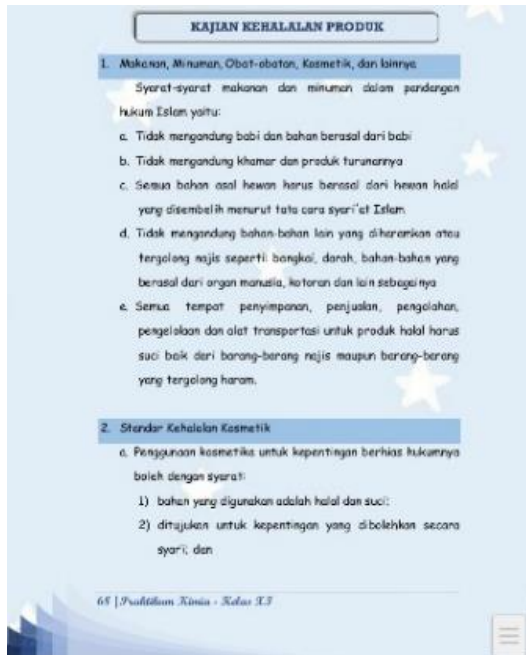 KAJIAN KEHALALAN PRODUK
1. Makanan, Minuman, Obat-obatan, Kosmetik, dan lainnya
Syarat-syarat makanan dan minuman dalam pandangan
hukum Islam yaitu:
a. Tidak mengandung babi dan bahan berasal dari babi
b. Tidak mengandung khamar dan produk turunannya
c. Semua bahan asal hewan harus berasal dari hewan halal
yang disembelih menurut tata cara syari'at Islam
d. Tidak mengandung bahan-bahan lain yang diharamkan atau
tergolong najis seperti: bangkai, darah, bahan-bahan yang
berasal dari organ manusia, kotoran dan lain sebagainya
e. Semua tempat penyimpanan, penjualan, pengolahan,
pengelolaan dan alat transportasi untuk produk halal harus
suci baik dari barang-barang najis maupun barang-barang
yang tergolong haram.
2. Standar Kehalalan Kosmetik
a. Penggunaan kosmetika untuk kepentingan berhias hukumnya
boleh dengan syarat:
1) bahan yang digunakan adalah halal dan suci;
2) ditujukan untuk kepentingan yang dibolehkan secara
syar'i; dan
68 | Praktikum Kimia - Kelas XI